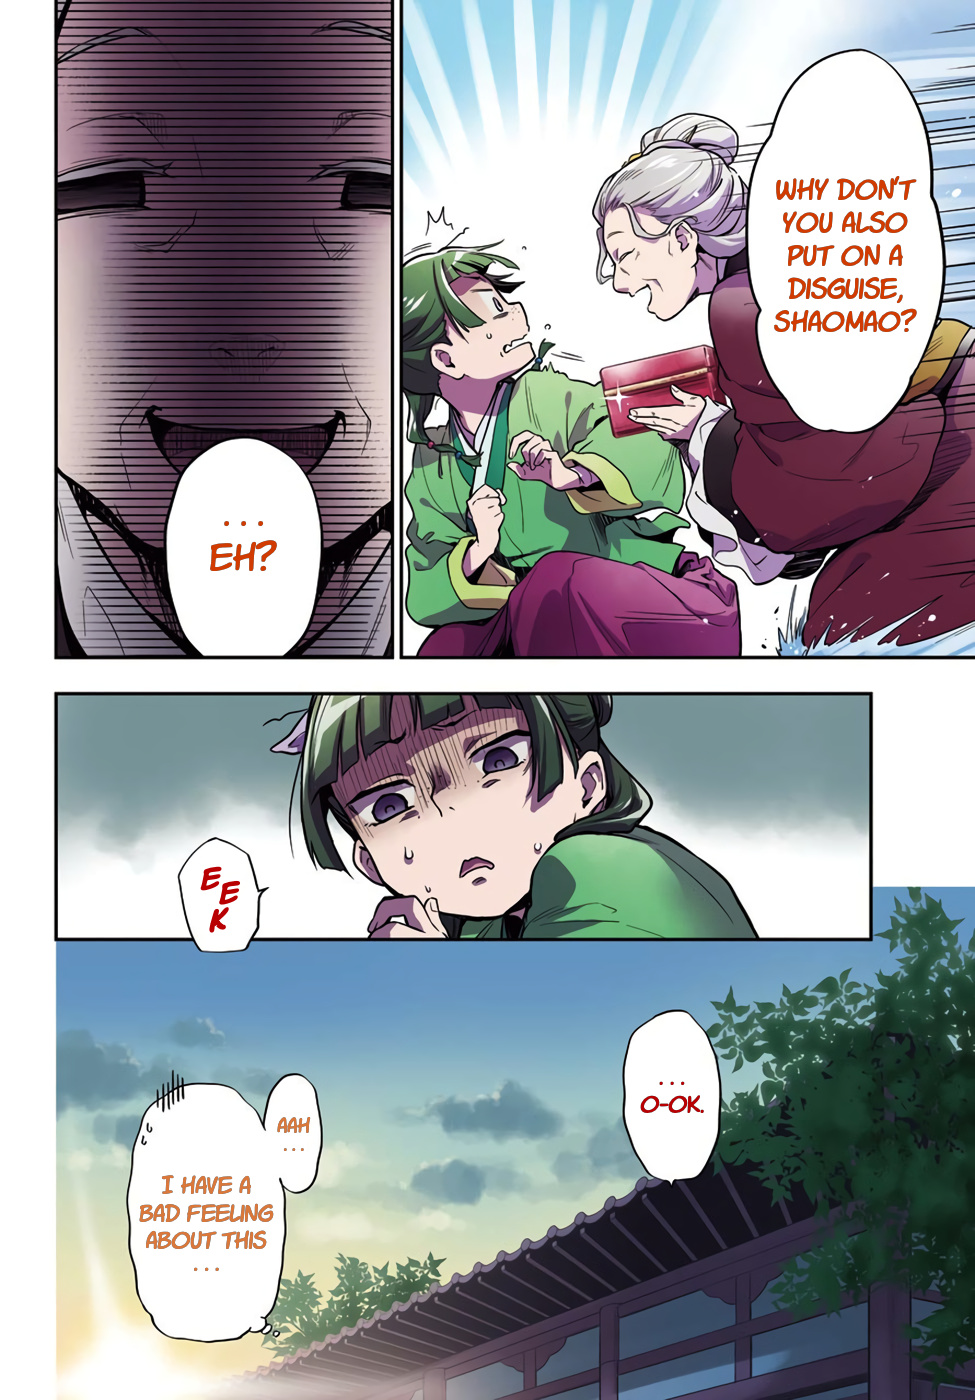 WHY DON'T
YOU ALSO
PUT ON A
DISGUISE,
SHAOMAO?
...
EH?
EEK
...
O-OK.
AAH
...
I HAVE A
BAD FEELING
ABOUT THIS
...